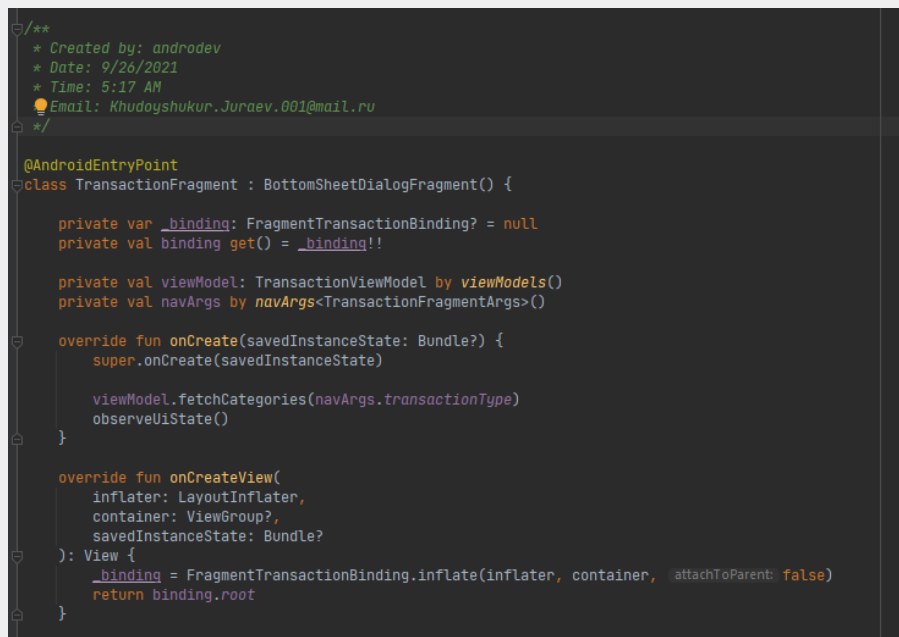 /**
 * Created by: androdev
 * Date: 9/26/2021
 * Time: 5:17 AM
 Email: Khudoyshukur.Juraev.001@mail.ru
 */
@AndroidEntryPoint
class TransactionFragment : BottomSheetDialogFragment() {
    private var _binding: FragmentTransactionBinding? = null
    private val binding get() = _binding!!
    private val viewModel: TransactionViewModel by viewModels()
    private val navArgs by navArgs<TransactionFragmentArgs>()
    override fun onCreate(savedInstanceState: Bundle?) {
        super.onCreate(savedInstanceState)
        viewModel.fetchCategories(navArgs.transactionType)
        observeUiState()
    }
    override fun onCreateView(
        inflater: LayoutInflater,
        container: ViewGroup?,
        savedInstanceState: Bundle?
    ): View {
        _binding = FragmentTransactionBinding.inflate(inflater, container, attachToParent: false)
        return binding.root
    }